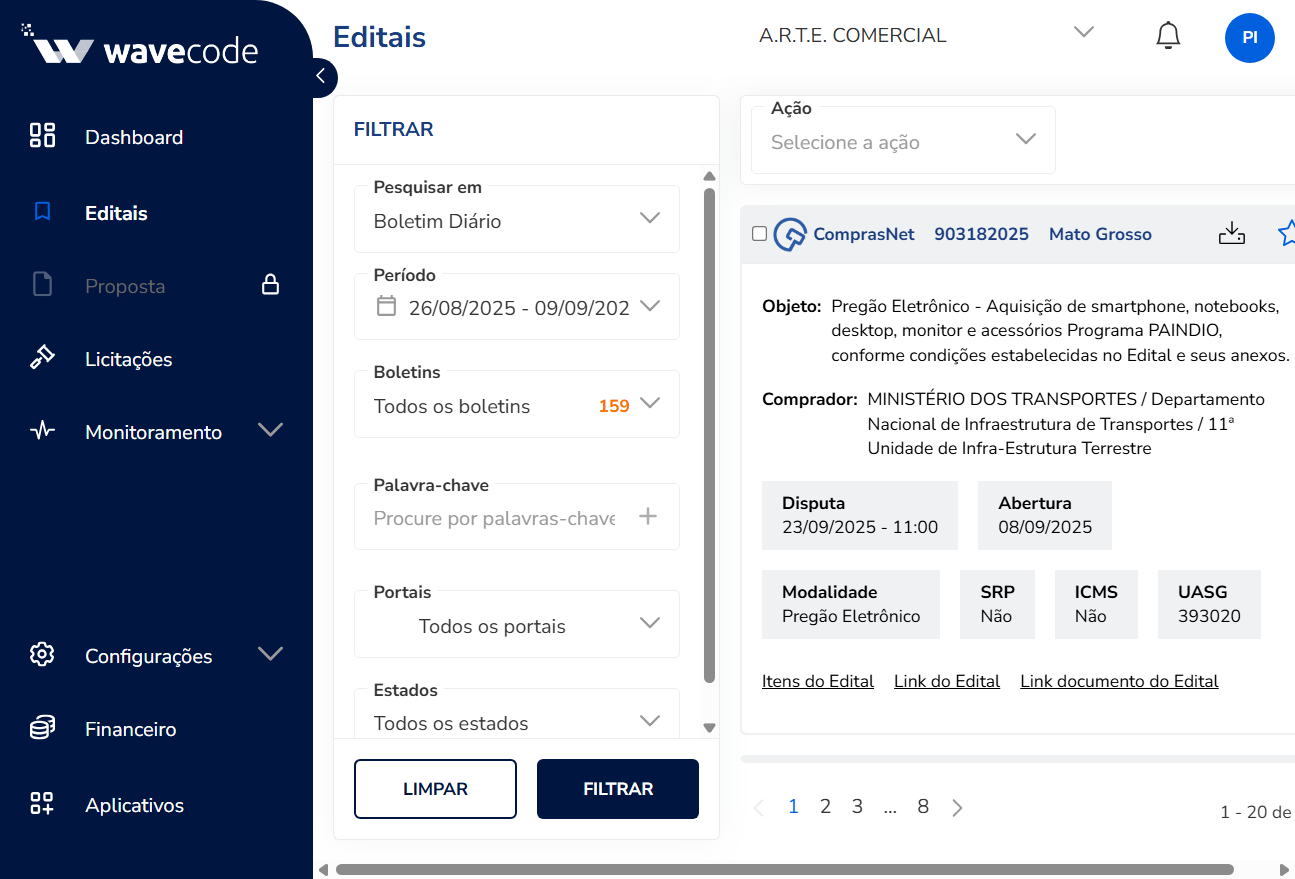 wavecode
Dashboard
Editais
Proposta
Licitações
Monitoramento
Configurações
Financeiro
Aplicativos
Editais
A.R.T.E. COMERCIAL
PI
FILTRAR
Pesquisar em
Boletim Diário
Período
26/08/2025 - 09/09/202
Boletins
Todos os boletins 159
Palavra-chave
Procure por palavras-chave
Portais
Todos os portais
Estados
Todos os estados
LIMPAR FILTRAR
Ação
Selecione a ação
ComprasNet 903182025 Mato Grosso
Objeto: Pregão Eletrônico - Aquisição de smartphone, notebooks,
desktop, monitor e acessórios Programa PAINDIO,
conforme condições estabelecidas no Edital e seus anexos.
Comprador: MINISTÉRIO DOS TRANSPORTES / Departamento
Nacional de Infraestrutura de Transportes / 11ª
Unidade de Infra-Estrutura Terrestre
Disputa Abertura
23/09/2025 - 11:00 08/09/2025
Modalidade SRP ICMS UASG
Pregão Eletrônico Não Não 393020
Itens do Edital Link do Edital Link documento do Edital
1 2 3 ... 8
1 - 20 de